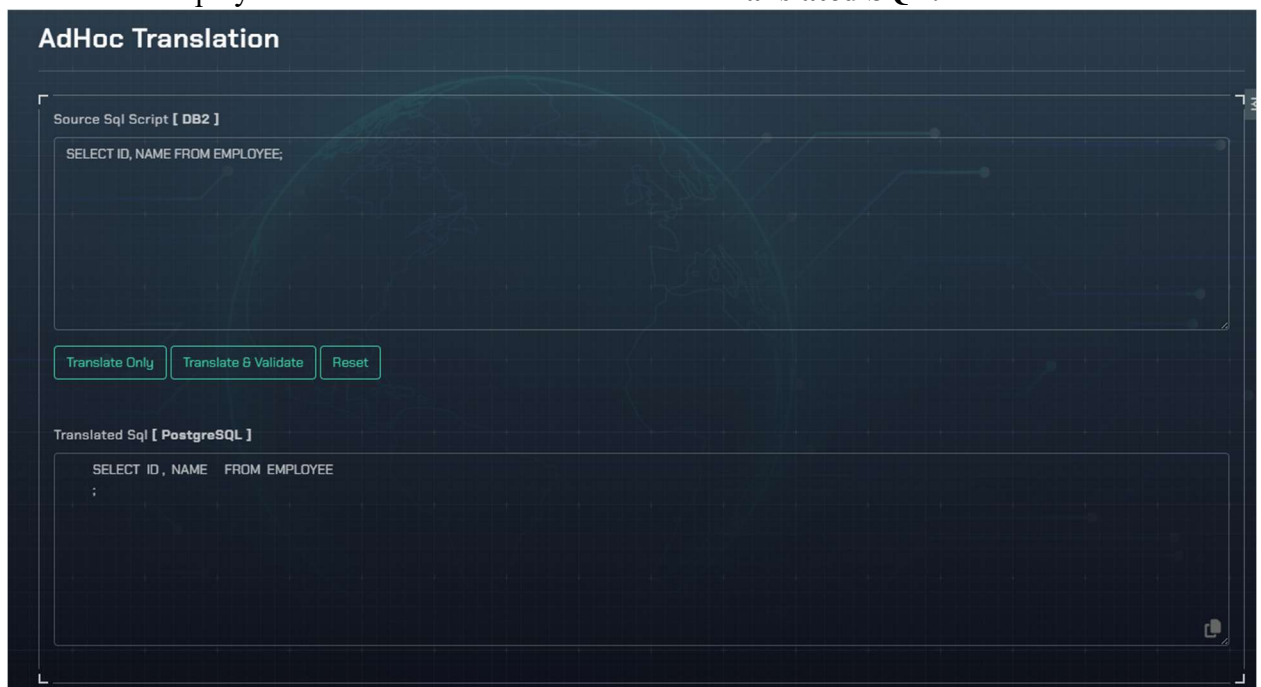 AdHoc Translation
Source Sql Script [ DB2 ]
SELECT ID, NAME FROM EMPLOYEE;
Translate Only Translate & Validate Reset
Translated Sql [ PostgreSQL ]
SELECT ID , NAME FROM EMPLOYEE
;